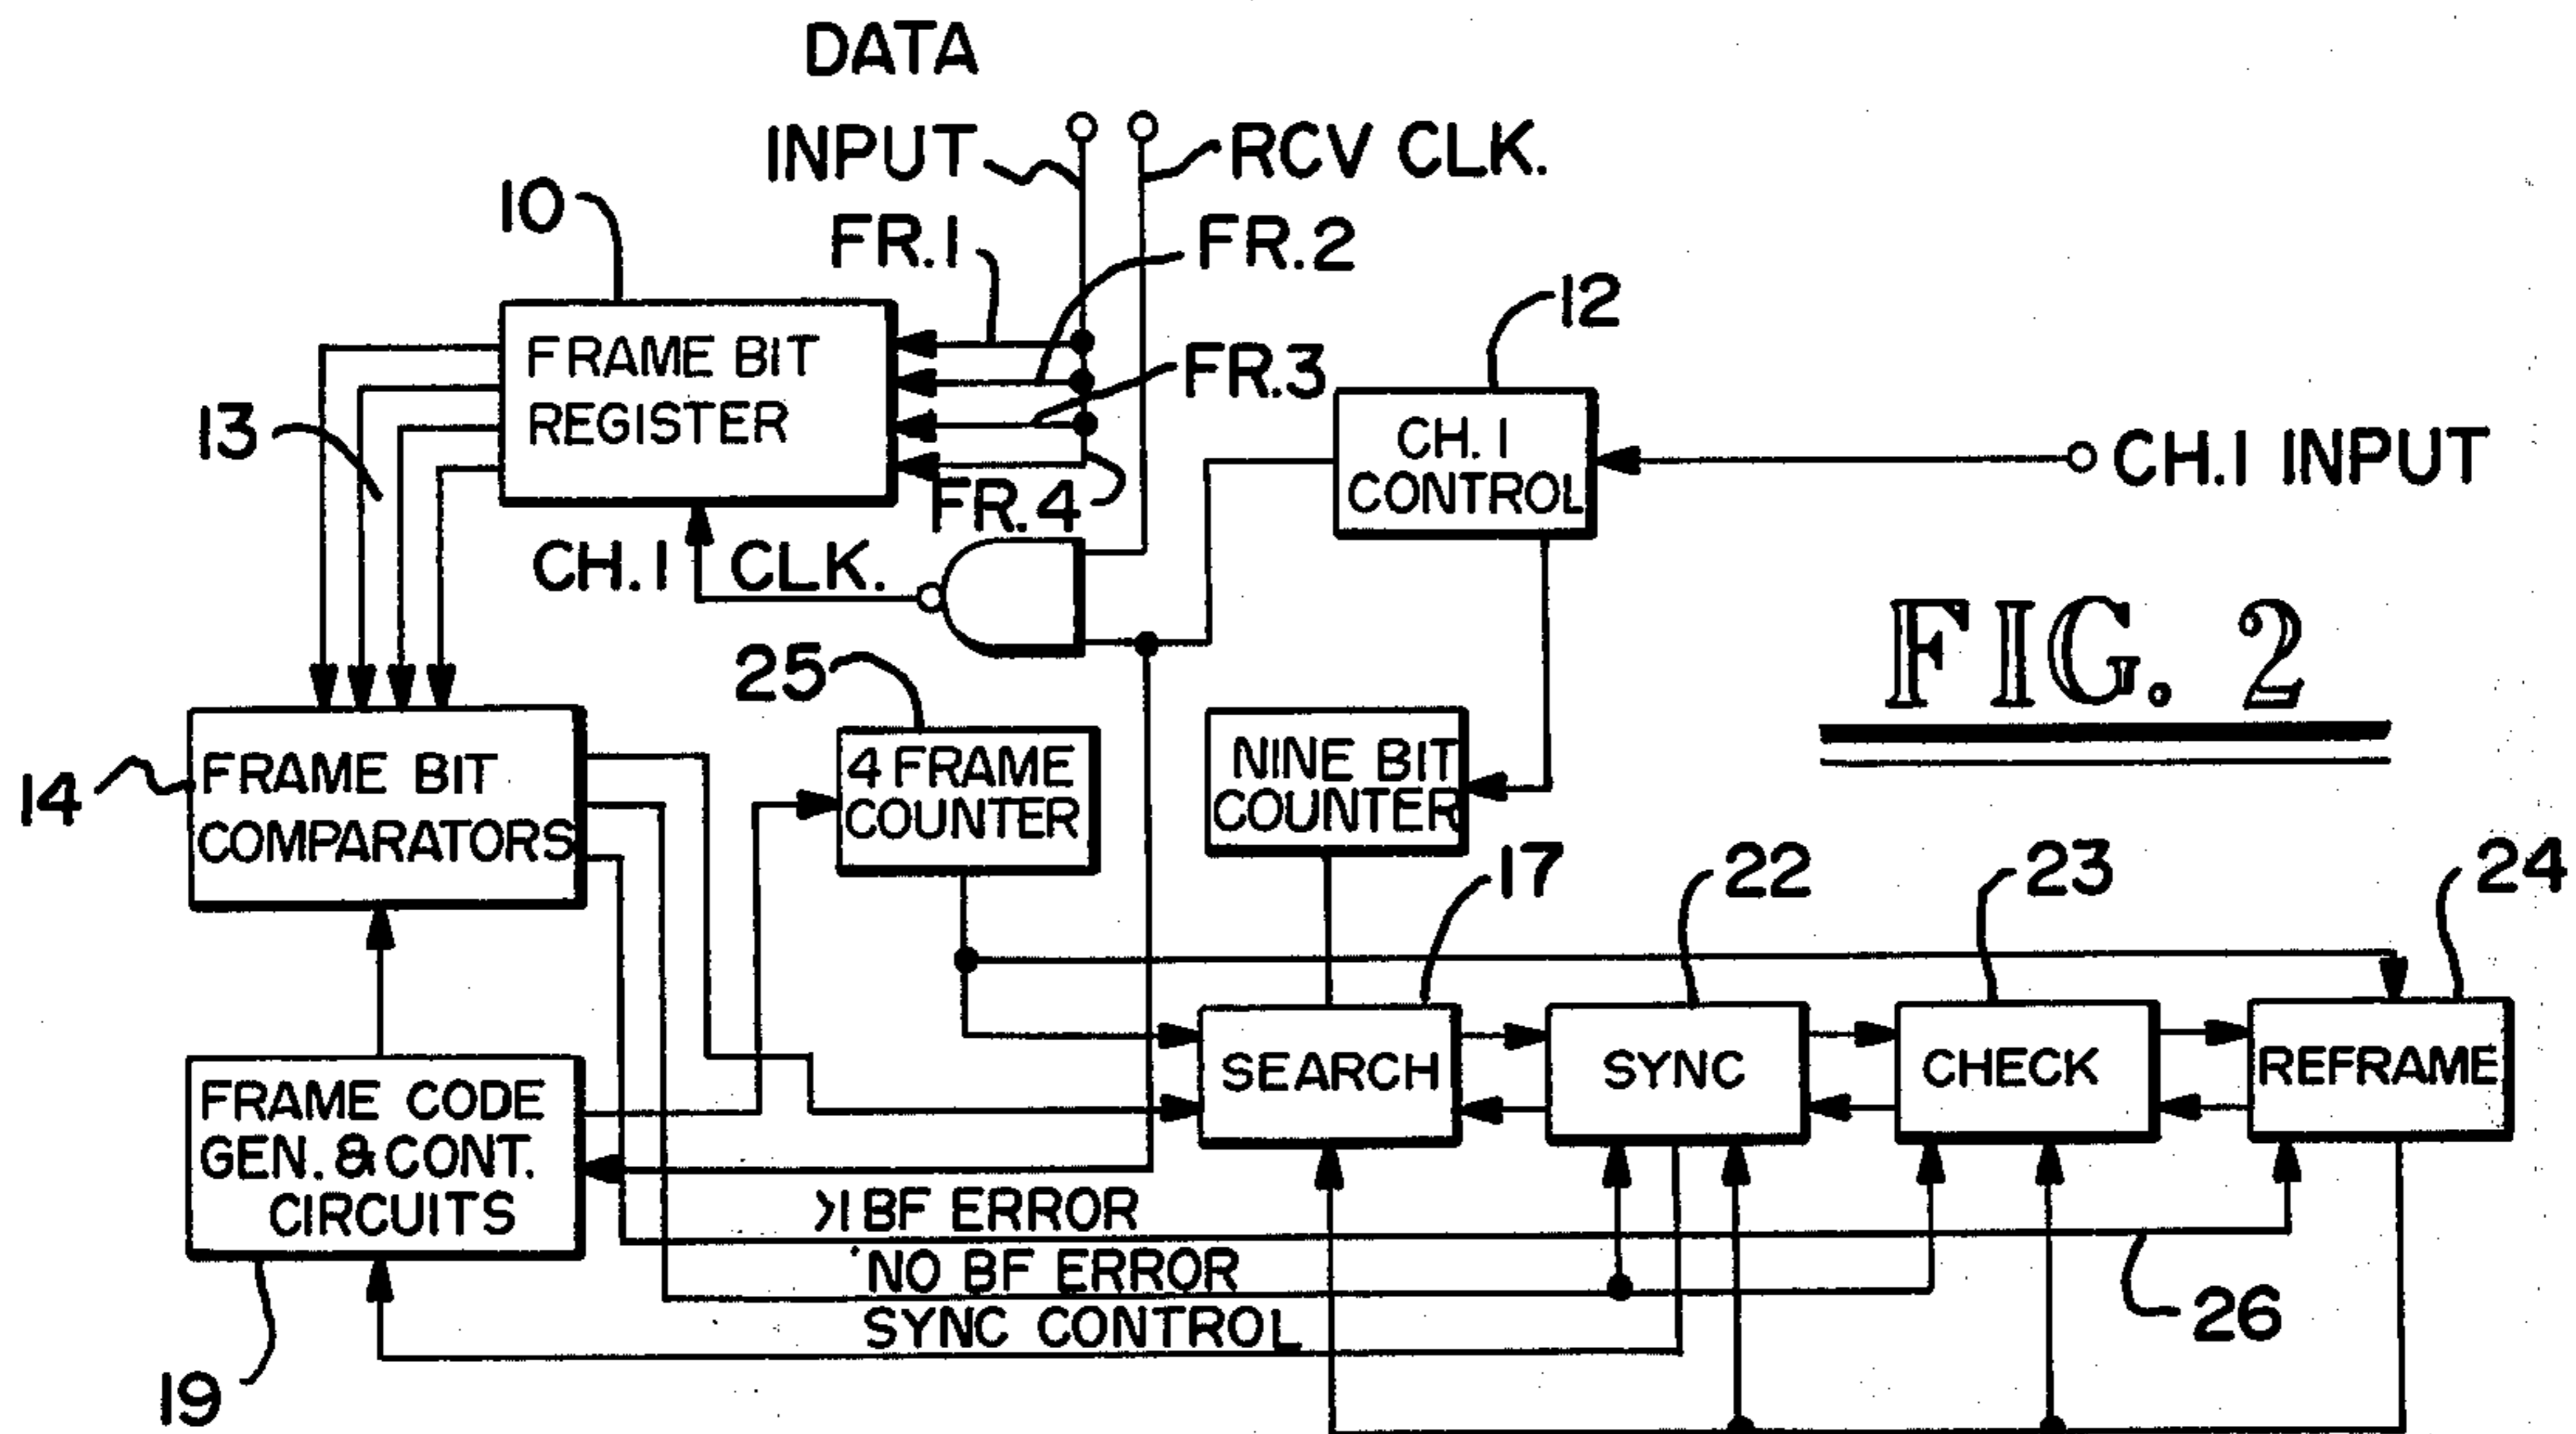 DATA
INPUT
RCV CLK.
10
FR.1
FR.2
12
FRAME BIT
REGISTER
FR.3
13
CH. 1
CONTROL
CH.1 INPUT
FR.4
CH.1 CLK.
FIG. 2
25
14
FRAME BIT
COMPARATORS
4 FRAME
COUNTER
NINE BIT
COUNTER
17
22
23
24
SEARCH
SYNC
CHECK
REFRAME
FRAME CODE
GEN. & CONT.
CIRCUITS
>1 BF ERROR
NO BF ERROR
SYNC CONTROL
26
19